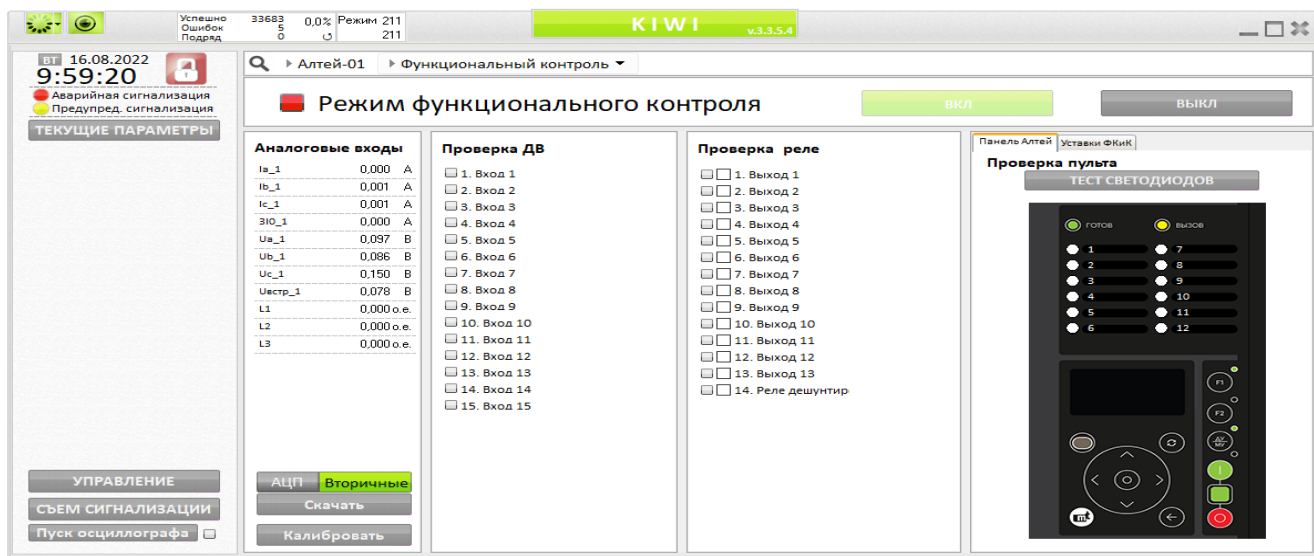 Успешно 33683 0,0% Режим 211
Ошибок 5 211
Подряд 0
KIWI v.3.3.5.4
ВТ 16.08.2022
9:59:20
Аварийная сигнализация
Предупред. сигнализация
ТЕКУЩИЕ ПАРАМЕТРЫ
УПРАВЛЕНИЕ
СЪЕМ СИГНАЛИЗАЦИИ
Пуск осциллографа
Алтей-01 Функциональный контроль
Режим функционального контроля ВКЛ ВЫКЛ
Аналоговые входы
Ia_1 0,000 А
Ib_1 0,001 А
Ic_1 0,001 А
3I0_1 0,000 А
Ua_1 0,097 В
Ub_1 0,086 В
Uc_1 0,150 В
Uвстр_1 0,078 В
L1 0,000 о.е.
L2 0,000 о.е.
L3 0,000 о.е.
АЦП Вторичные
Скачать
Калибровать
Проверка ДВ
1. Вход 1
2. Вход 2
3. Вход 3
4. Вход 4
5. Вход 5
6. Вход 6
7. Вход 7
8. Вход 8
9. Вход 9
10. Вход 10
11. Вход 11
12. Вход 12
13. Вход 13
14. Вход 14
15. Вход 15
Проверка реле
1. Выход 1
2. Выход 2
3. Выход 3
4. Выход 4
5. Выход 5
6. Выход 6
7. Выход 7
8. Выход 8
9. Выход 9
10. Выход 10
11. Выход 11
12. Выход 12
13. Выход 13
14. Реле дешунтир
Панель Алтей Уставки ФКиК
Проверка пульта
ТЕСТ СВЕТОДИОДОВ
ГОТОВ ВЫЗОВ
1 7
2 8
3 9
4 10
5 11
6 12
F1
F2
ДУ
МУ